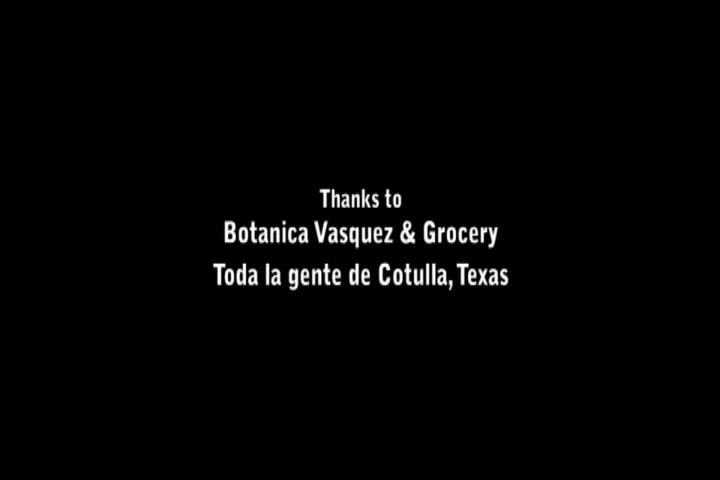 Thanks to
Botanica Vasquez & Grocery
Toda la gente de Cotulla, Texas